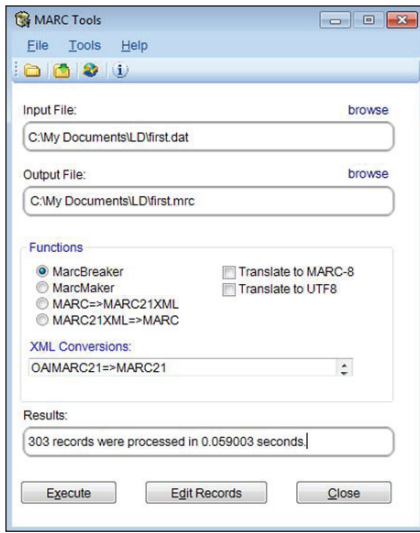 MARC Tools
File Tools Help
Input File: browse
C:\My Documents\LD\first.dat
Output File: browse
C:\My Documents\LD\first.mrc
Functions
MarcBreaker Translate to MARC-8
MarcMaker Translate to UTF8
MARC=>MARC21XML
MARC21XML=>MARC
XML Conversions:
OAIMARC21=>MARC21
Results:
303 records were processed in 0.059003 seconds.
Execute Edit Records Close